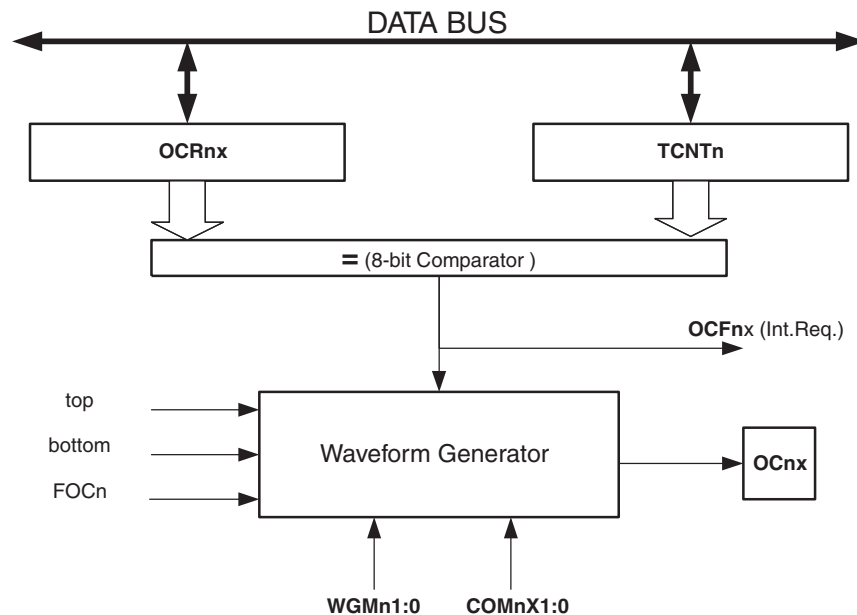 DATA BUS
OCRnx
TCNTn
= (8-bit Comparator )
OCFnx (Int.Req.)
top
bottom
FOCn
Waveform Generator
OCnx
WGMn1:0
COMnX1:0